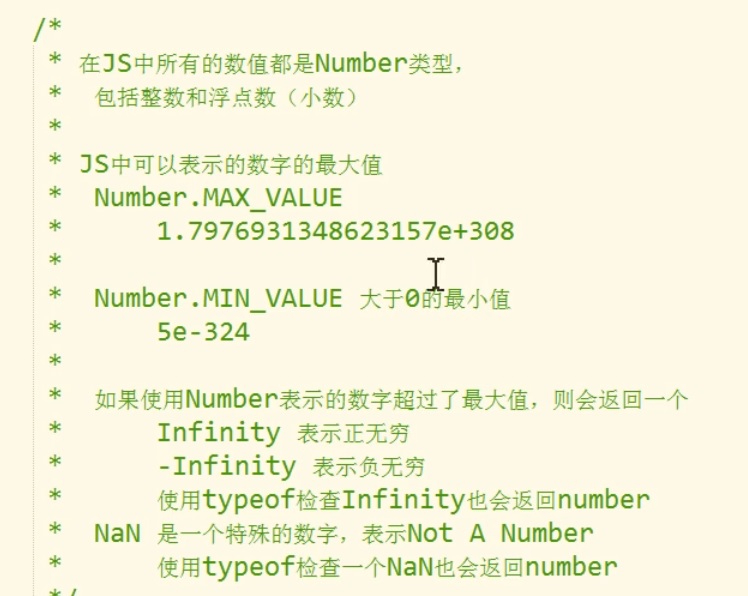 /*
* 在JS中所有的数值都是Number类型，
* 包括整数和浮点数（小数）
*
* JS中可以表示的数字的最大值
* Number.MAX_VALUE
* 1.7976931348623157e+308
*
* Number.MIN_VALUE 大于0的最小值
* 5e-324
*
* 如果使用Number表示的数字超过了最大值，则会返回一个
* Infinity 表示正无穷
* -Infinity 表示负无穷
* 使用typeof检查Infinity也会返回number
* NaN 是一个特殊的数字，表示Not A Number
* 使用typeof检查一个NaN也会返回number
*/